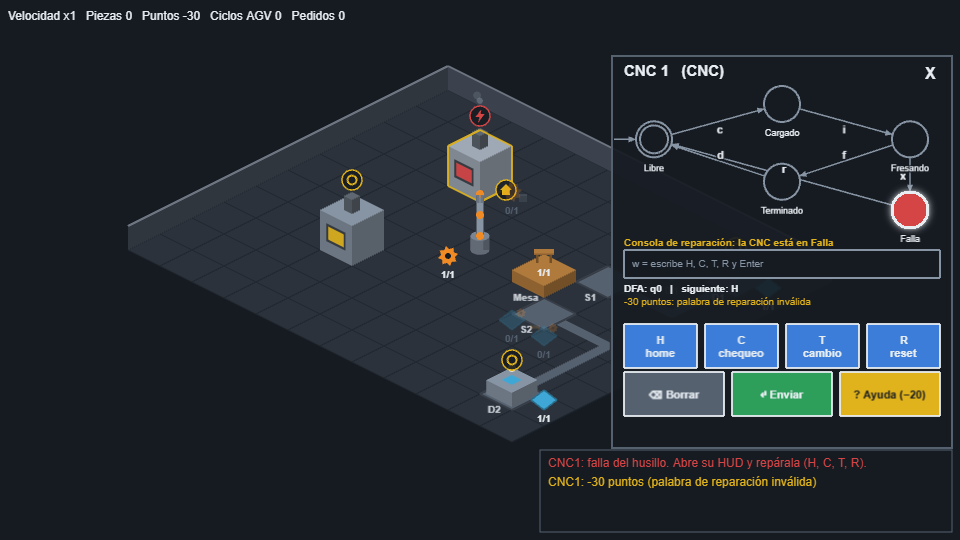 Velocidad x1 Piezas 0 Puntos -30 Ciclos AGV 0 Pedidos 0
CNC 1 (CNC)
X
Cargado
c
i
Libre
d
r
f
Fresando
x
Terminado
Falla
0/1
1/1
1/1
Mesa
S1
S2
0/1
0/1
D2
1/1
Consola de reparación: la CNC está en Falla
w = escribe H, C, T, R y Enter
DFA: q0 | siguiente: H
-30 puntos: palabra de reparación inválida
H
home
C
chequeo
T
cambio
R
reset
⌫ Borrar
↵ Enviar
? Ayuda (−20)
CNC1: falla del husillo. Abre su HUD y repárala (H, C, T, R).
CNC1: -30 puntos (palabra de reparación inválida)